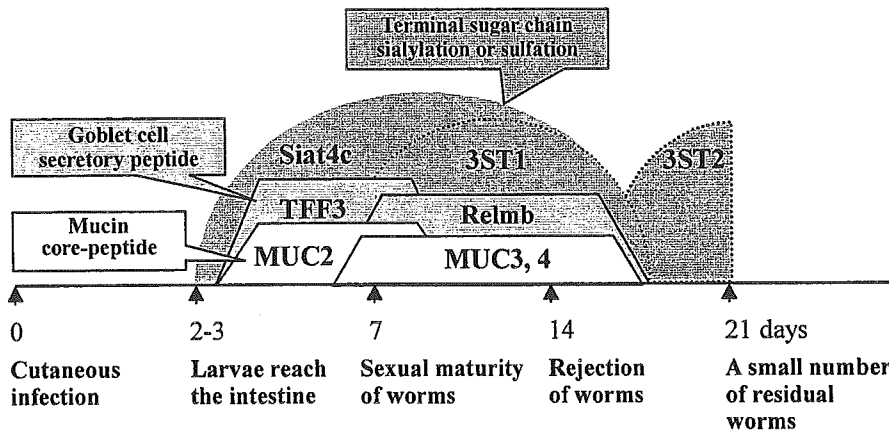 Terminal sugar chain
sialylation or sulfation
Goblet cell
secretory peptide
Siat4c
3ST1
3ST2
TFF3
Relmb
Mucin
core-peptide
MUC2
MUC3, 4
0
2-3
7
14
21 days
Cutaneous
infection
Larvae reach
the intestine
Sexual maturity
of worms
Rejection
of worms
A small number
of residual
worms